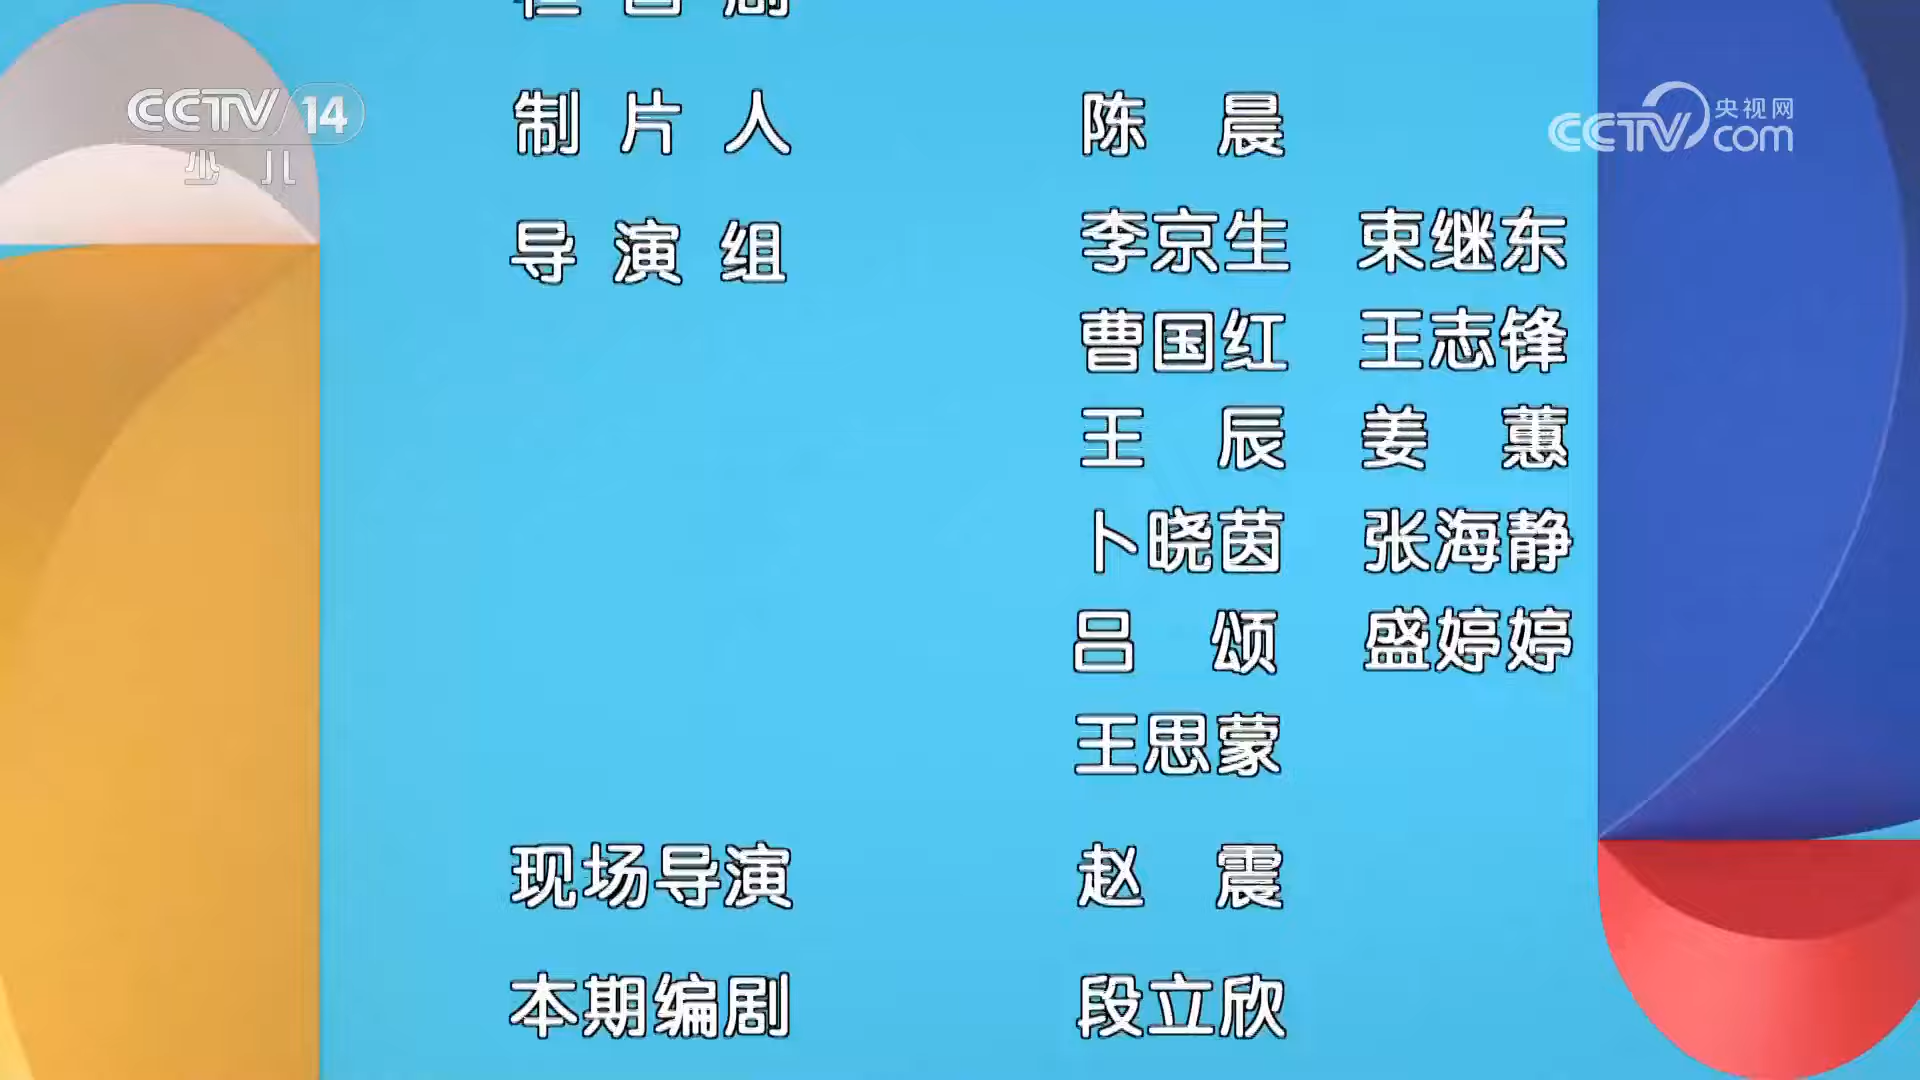 CCTV 14
少儿
央视网
CCTV.com
制片人 陈晨
导演组 李京生 束继东
曹国红 王志锋
王辰 姜蕙
卜晓茵 张海静
吕颂 盛婷婷
王思蒙
现场导演 赵震
本期编剧 段立欣